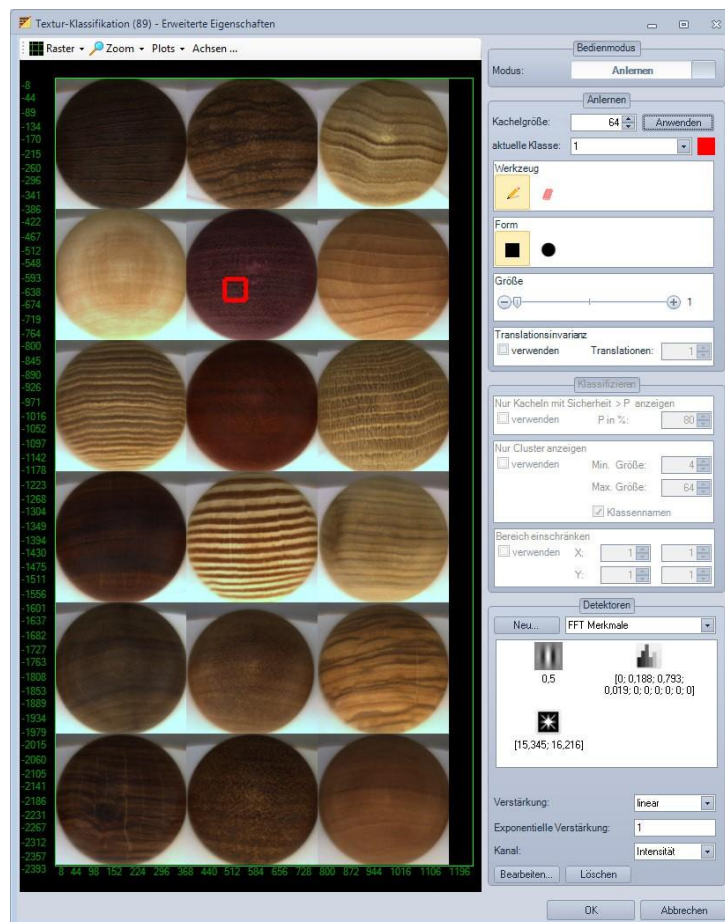 Textur-Klassifikation (89) - Erweiterte Eigenschaften
Raster Zoom Plots Achsen ...
Bedienmodus
Modus: Anlernen
Anlernen
Kachelgröße: 64 Anwenden
aktuelle Klasse: 1
Werkzeug
Form
Größe
1
Translationsinvarianz
verwenden Translationen: 1
Klassifizieren
Nur Kacheln mit Sicherheit > P anzeigen
verwenden P in %: 80
Nur Cluster anzeigen
verwenden Min. Größe: 4
Max. Größe: 64
Klassennamen
Bereich einschränken
verwenden X: 1 1
Y: 1 1
Detektoren
Neu... FFT Merkmale
0,5 [0; 0,188; 0,793;
0,019; 0; 0; 0; 0; 0; 0]
[15,345; 16,216]
Verstärkung: linear
Exponentielle Verstärkung: 1
Kanal: Intensität
Bearbeiten... Löschen
OK Abbrechen
-8
-44
-89
-134
-170
-215
-260
-296
-341
-386
-422
-467
-512
-548
-593
-638
-674
-719
-764
-800
-845
-890
-926
-971
-1016
-1052
-1097
-1142
-1178
-1223
-1268
-1304
-1349
-1394
-1430
-1475
-1511
-1556
-1601
-1637
-1682
-1727
-1763
-1808
-1853
-1889
-1934
-1979
-2015
-2060
-2105
-2141
-2186
-2231
-2267
-2312
-2357
-2393
8 44 98 152 224 296 368 440 512 584 656 728 800 872 944 1016 1106 1196